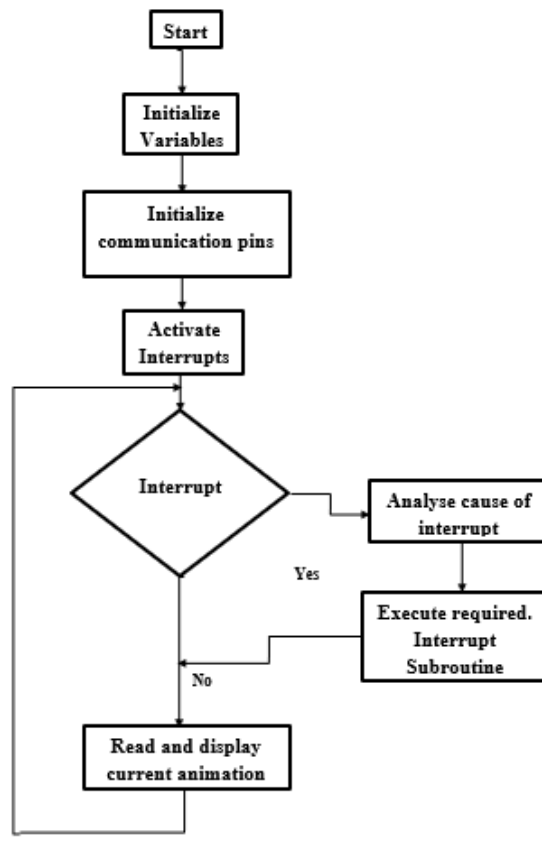 Start
Initialize
Variables
Initialize
communication pins
Activate
Interrupts
Interrupt
Analyse cause of
interrupt
Yes
Execute required.
Interrupt
Subroutine
No
Read and display
current animation